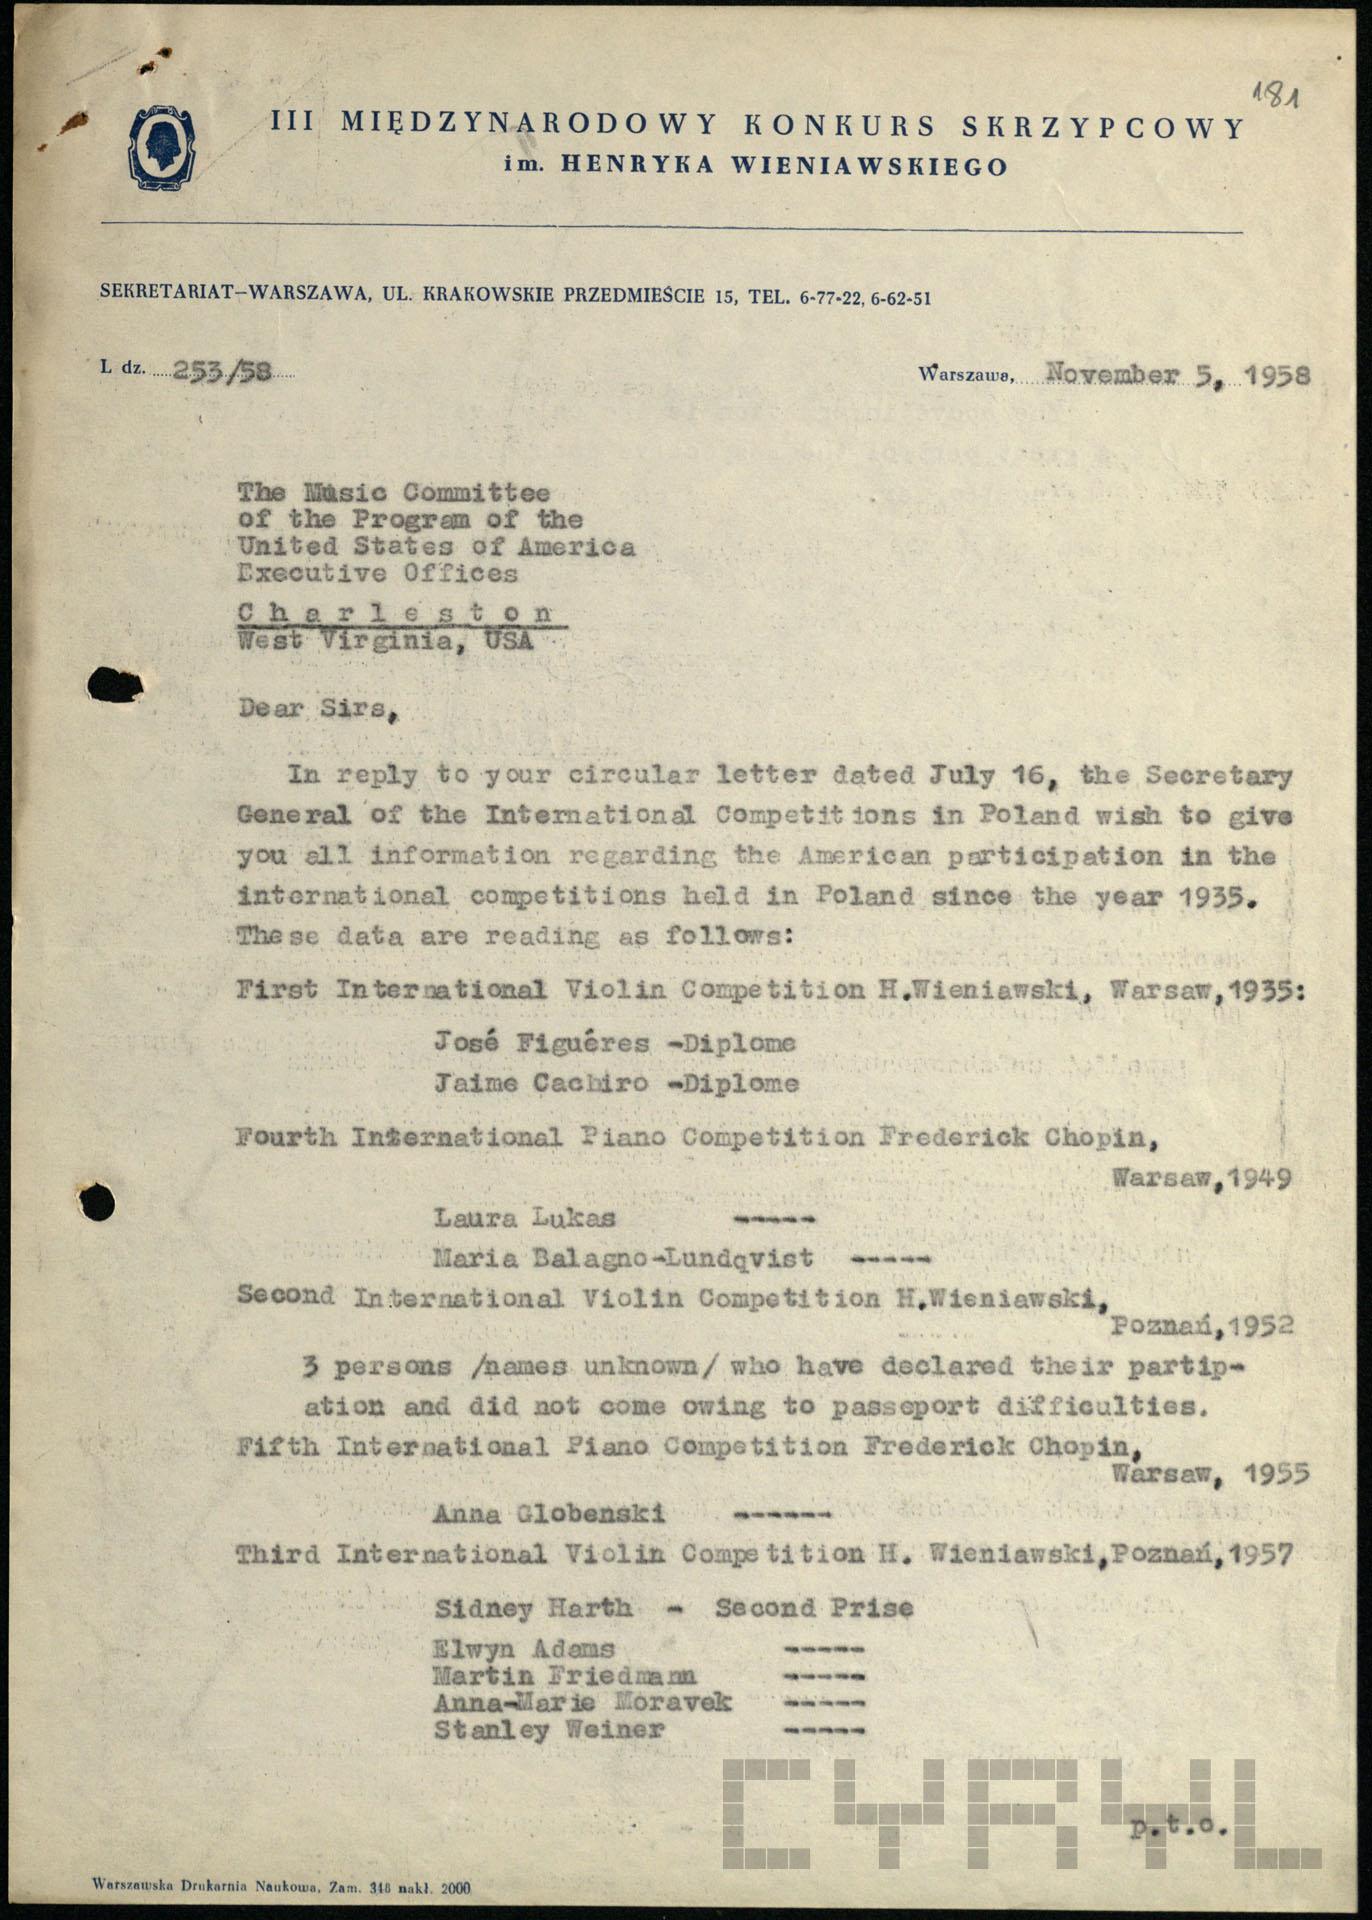 181
III MIĘDZYNARODOWY KONKURS SKRZYPCOWY
im. HENRYKA WIENIAWSKIEGO
SEKRETARIAT–WARSZAWA, UL. KRAKOWSKIE PRZEDMIEŚCIE 15, TEL. 6-77-22, 6-62-51
L dz. 253/58
Warszawa, November 5, 1958
The Music Committee
of the Program of the
United States of America
Executive Offices
C h a r l e s t o n
West Virginia, USA
Dear Sirs,
In reply to your circular letter dated July 16, the Secretary
General of the International Competitions in Poland wish to give
you all information regarding the American participation in the
international competitions held in Poland since the year 1935.
These data are reading as follows:
First International Violin Competition H.Wieniawski, Warsaw,1935:
José Figuéres -Diplome
Jaime Cachiro -Diplome
Fourth International Piano Competition Frederick Chopin,
Warsaw,1949
Laura Lukas -----
Maria Balagno-Lundqvist -----
Second International Violin Competition H.Wieniawski,
Poznań,1952
3 persons /names unknown/ who have declared their partip-
ation and did not come owing to passeport difficulties.
Fifth International Piano Competition Frederick Chopin,
Warsaw, 1955
Anna Globenski ------
Third International Violin Competition H. Wieniawski,Poznań,1957
Sidney Harth - Second Prise
Elwyn Adams -----
Martin Friedmann -----
Anna-Marie Moravek -----
Stanley Weiner -----
CYRYL
p.t.o.
Warszawska Drukarnia Naukowa, Zam. 348 nakł. 2000